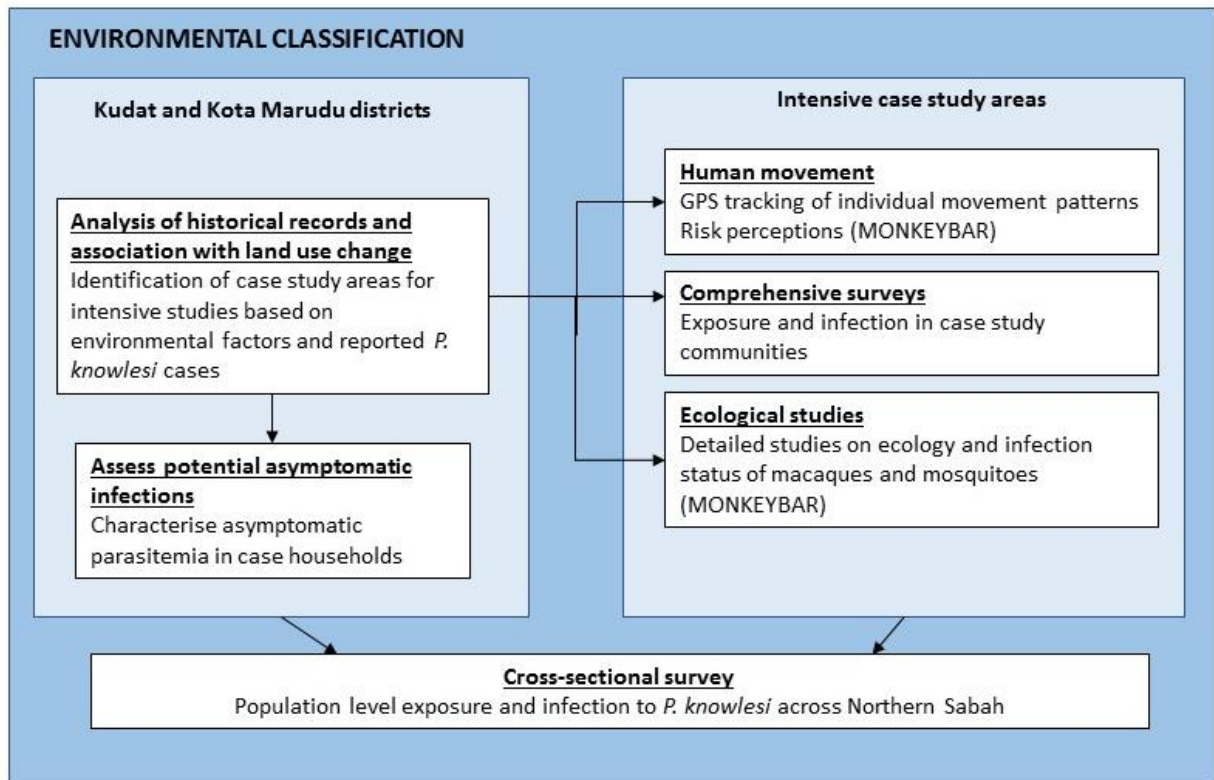 ENVIRONMENTAL CLASSIFICATION
Kudat and Kota Marudu districts
Analysis of historical records and
association with land use change
Identification of case study areas for
intensive studies based on
environmental factors and reported P.
knowlesi cases
Assess potential asymptomatic
infections
Characterise asymptomatic
parasitemia in case households
Intensive case study areas
Human movement
GPS tracking of individual movement patterns
Risk perceptions (MONKEYBAR)
Comprehensive surveys
Exposure and infection in case study
communities
Ecological studies
Detailed studies on ecology and infection
status of macaques and mosquitoes
(MONKEYBAR)
Cross-sectional survey
Population level exposure and infection to P. knowlesi across Northern Sabah